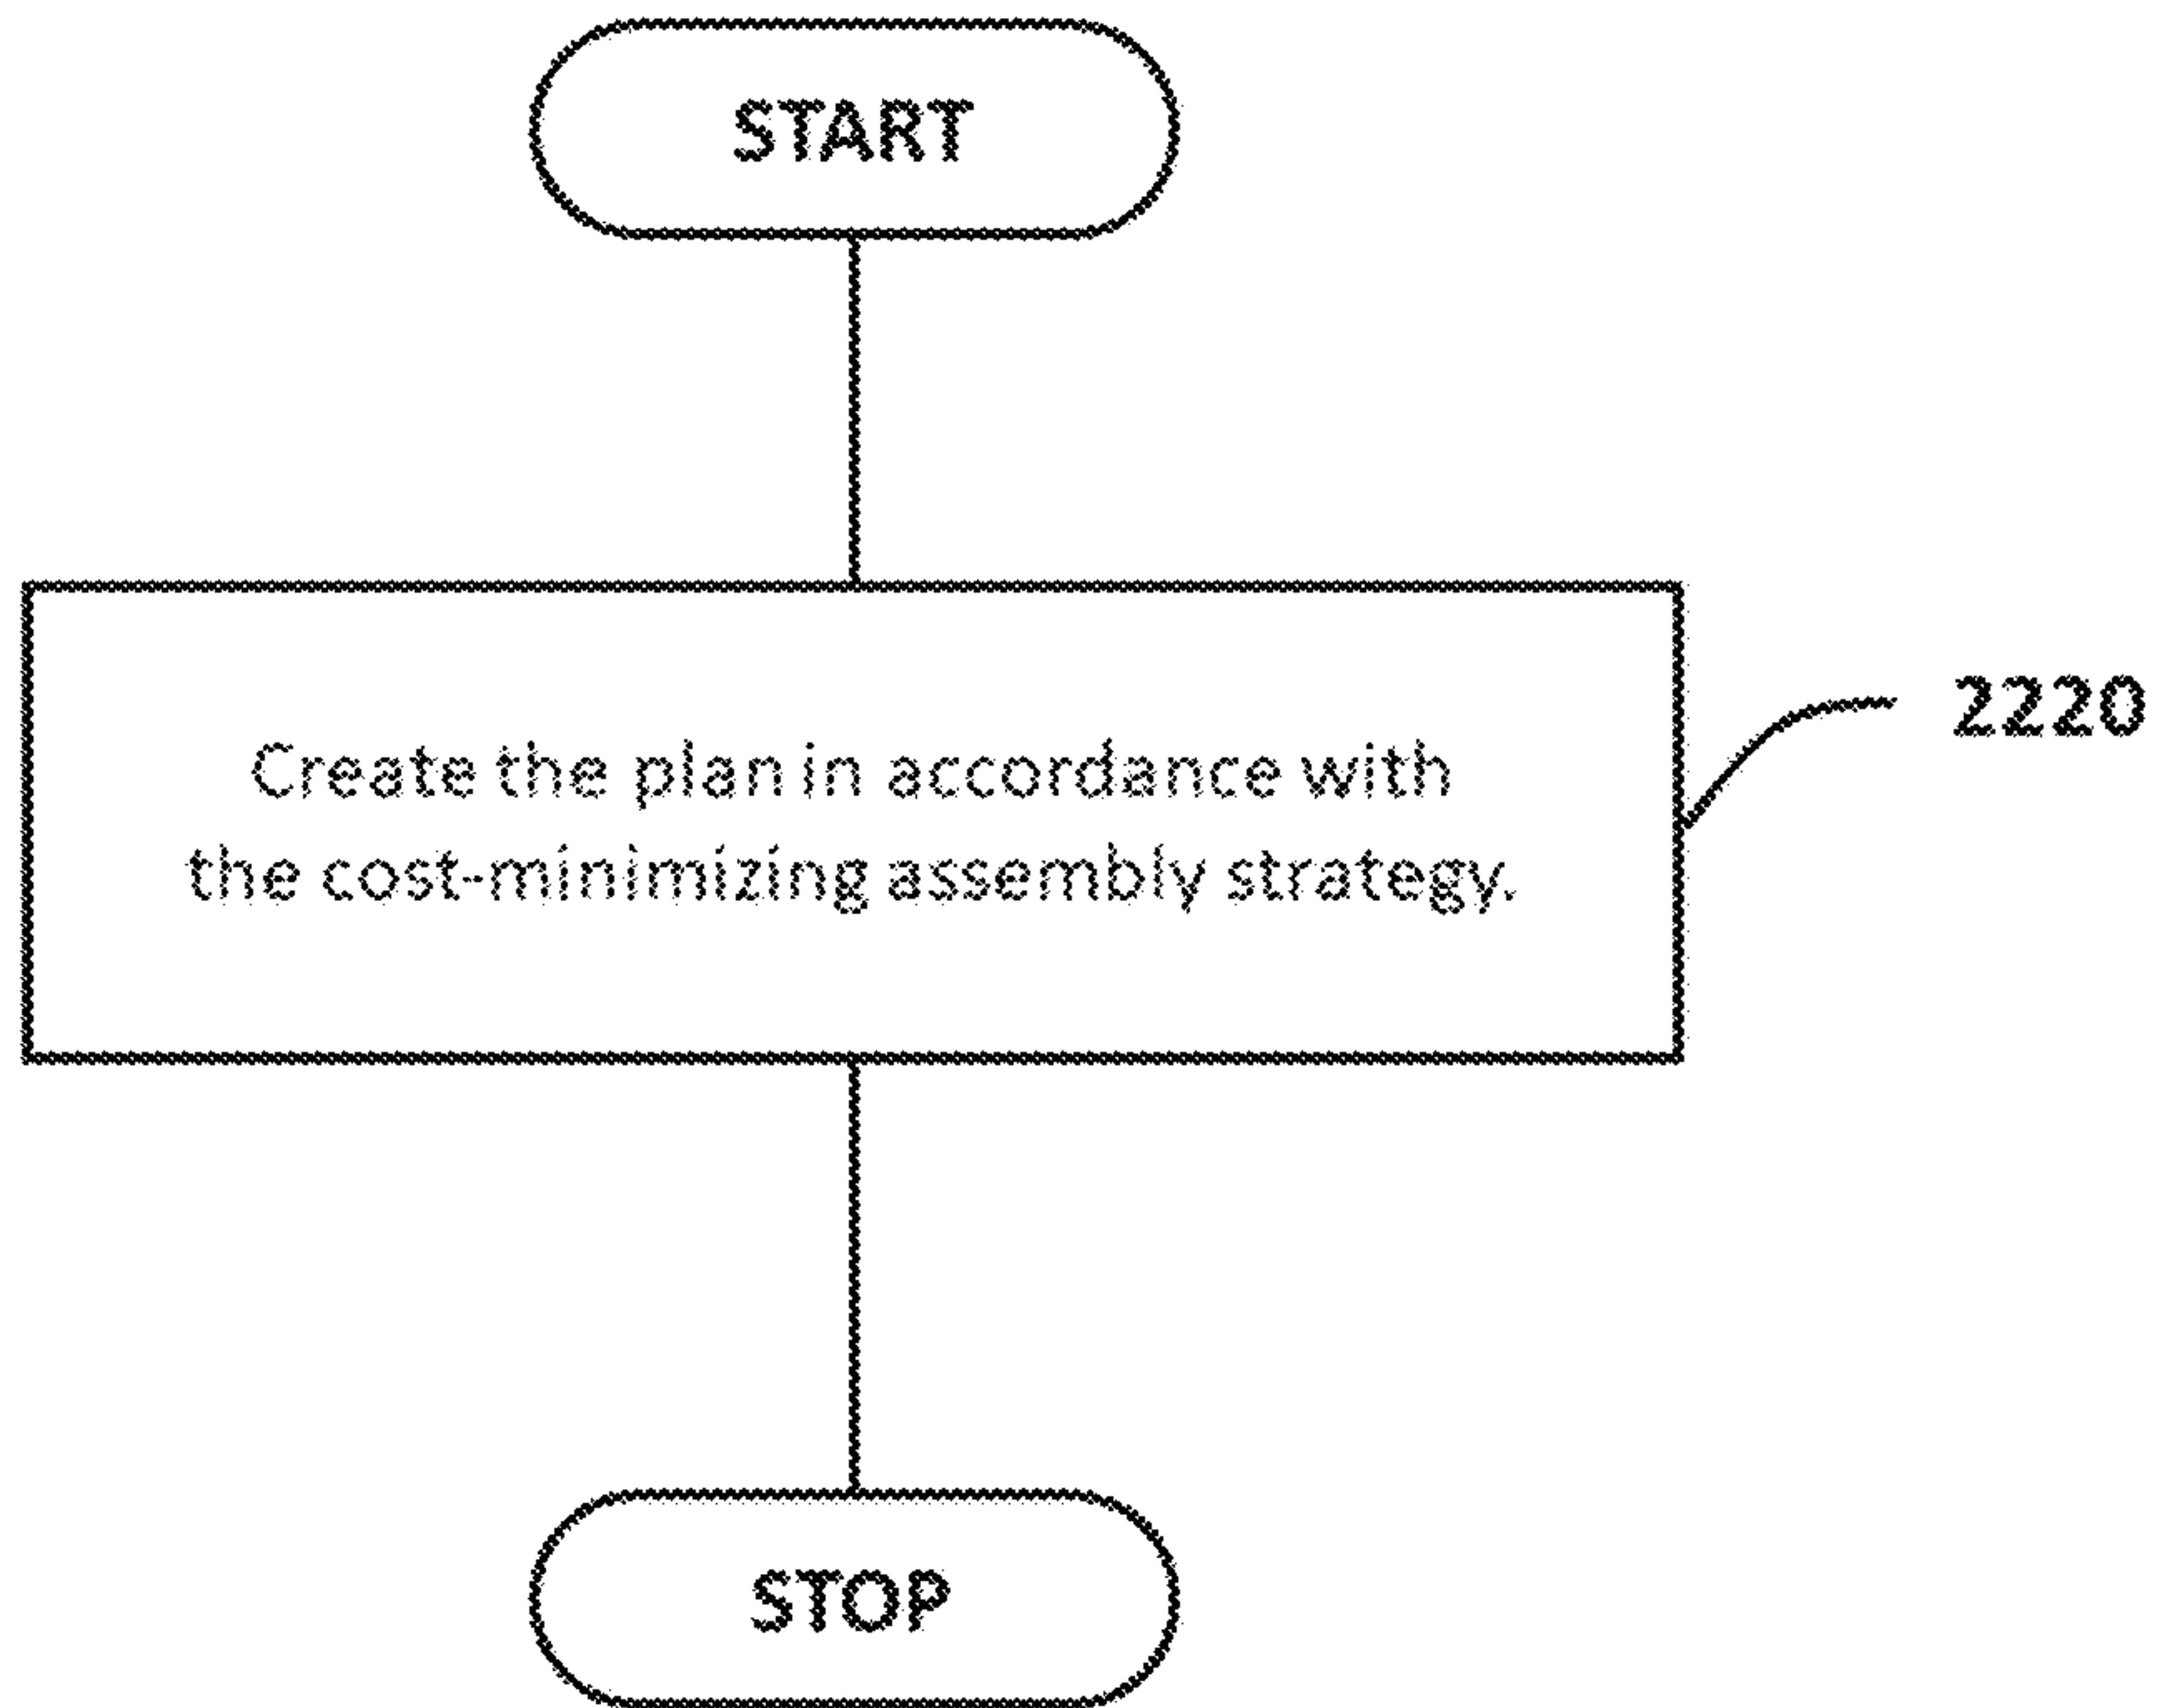 START
Create the plan in accordance with
the cost-minimizing assembly strategy.
2220
STOP